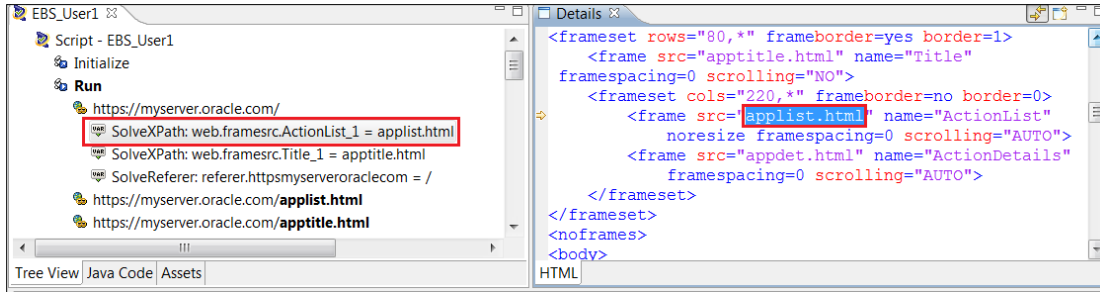 EBS_User1
Script - EBS_User1
Initialize
Run
https://myserver.oracle.com/
SolveXPath: web.framesrc.ActionList_1 = applist.html
SolveXPath: web.framesrc.Title_1 = apptitle.html
SolveReferer: referer.httpsmyserveroraclecom = /
https://myserver.oracle.com/applist.html
https://myserver.oracle.com/apptitle.html
Tree View Java Code Assets
Details
<frameset rows="80,*" frameborder=yes border=1>
<frame src="apptitle.html" name="Title"
framespacing=0 scrolling="NO">
<frameset cols="220,*" frameborder=no border=0>
<frame src="applist.html" name="ActionList"
noresize framespacing=0 scrolling="AUTO">
<frame src="appdet.html" name="ActionDetails"
framespacing=0 scrolling="AUTO">
</frameset>
</frameset>
<noframes>
<body>
HTML